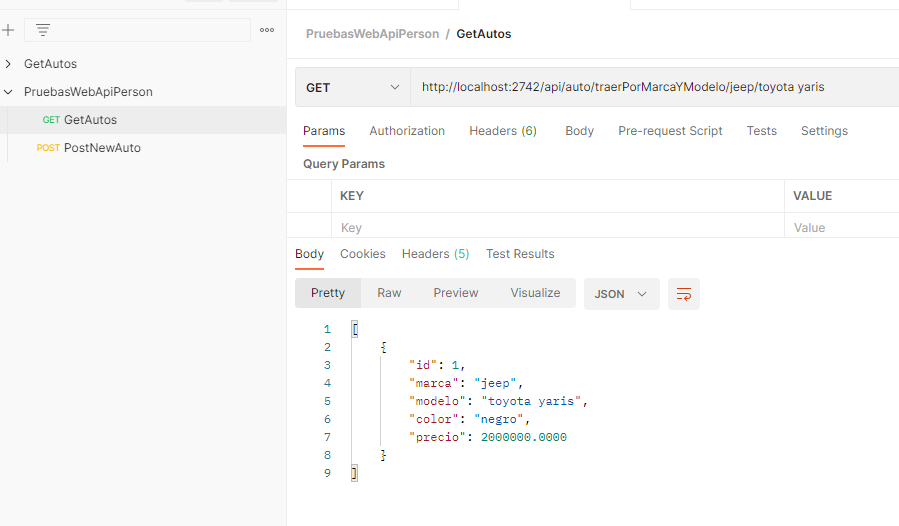 GetAutos
PruebasWebApiPerson
GET GetAutos
POST PostNewAuto
PruebasWebApiPerson / GetAutos
GET http://localhost:2742/api/auto/traerPorMarcaYModelo/jeep/toyota yaris
Params Authorization Headers (6) Body Pre-request Script Tests Settings
Query Params
KEY VALUE
Key Value
Body Cookies Headers (5) Test Results
Pretty Raw Preview Visualize JSON
1 [
2 {
3 "id": 1,
4 "marca": "jeep",
5 "modelo": "toyota yaris",
6 "color": "negro",
7 "precio": 2000000.0000
8 }
9 ]